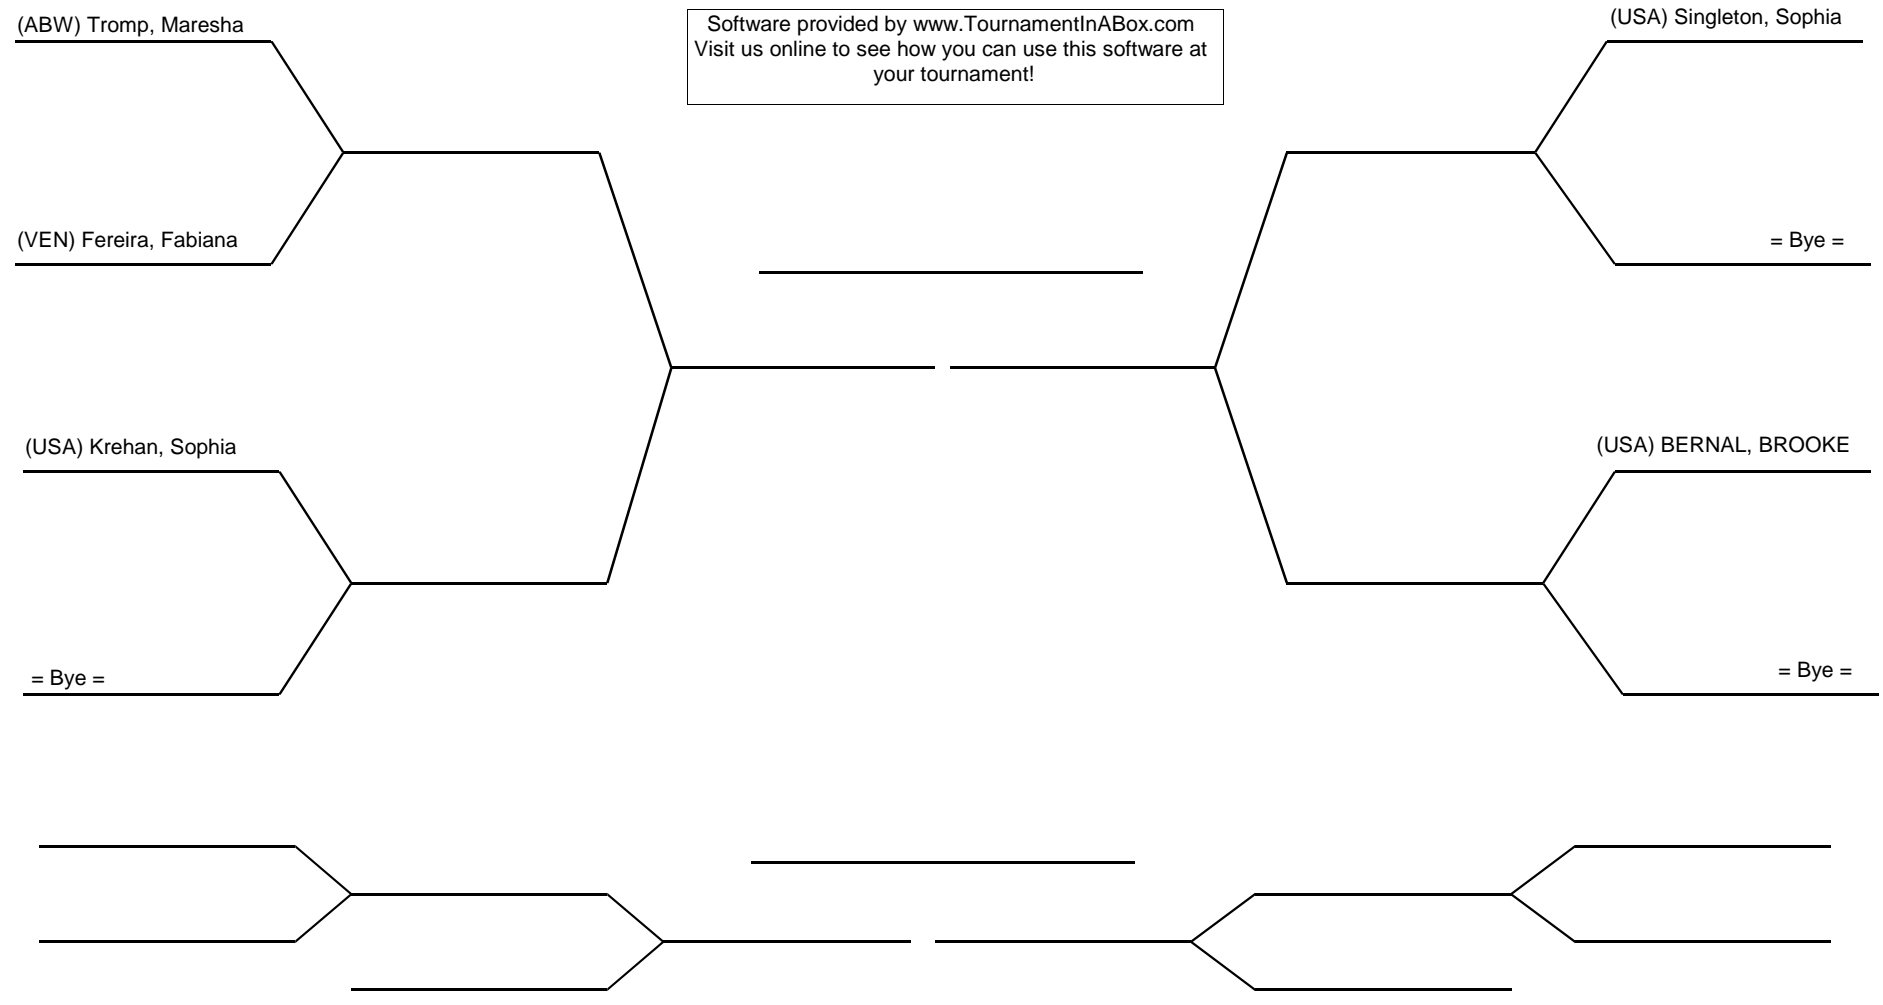 (ABW) Tromp, Maresha
Software provided by www.TournamentInABox.com
Visit us online to see how you can use this software at
your tournament!
(USA) Singleton, Sophia
(VEN) Fereira, Fabiana
= Bye =
(USA) Krehan, Sophia
(USA) BERNAL, BROOKE
= Bye =
= Bye =